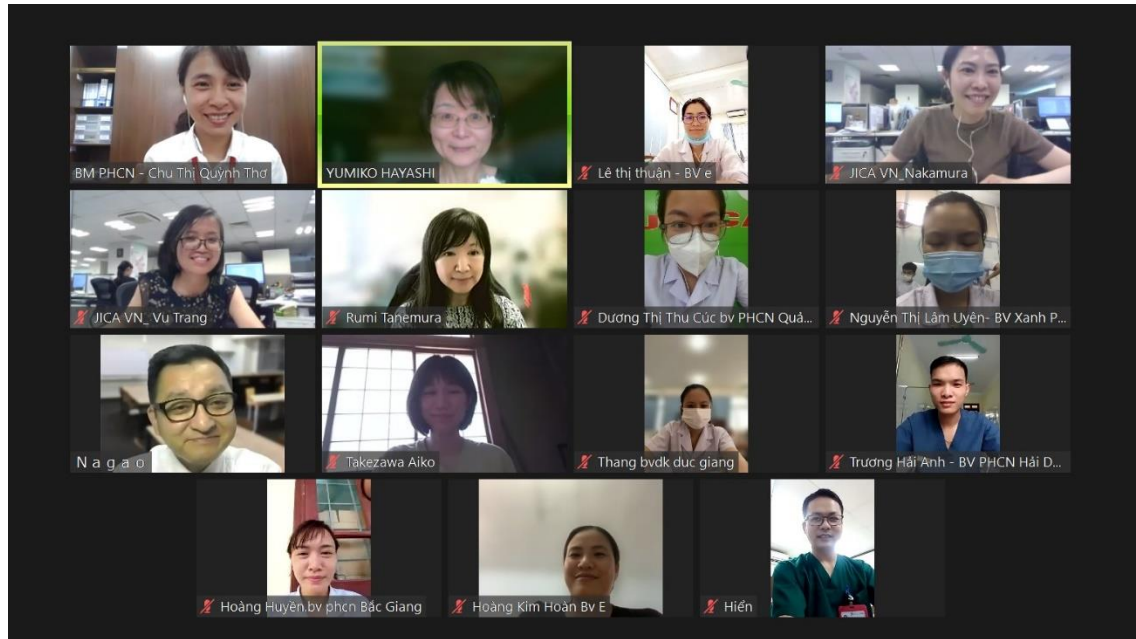 BM PHCN - Chu Thị Quỳnh Thơ
YUMIKO HAYASHI
Lê thị thuận - BV e
JICA VN_Nakamura
JICA VN_ Vu Trang
Rumi Tanemura
Dương Thị Thu Cúc bv PHCN Quả...
Nguyễn Thị Lâm Uyên- BV Xanh P...
N a g a o
Takezawa Aiko
Thang bvdk duc giang
Trương Hải Anh - BV PHCN Hải D...
Hoàng Huyền.bv phcn Bắc Giang
Hoàng Kim Hoàn Bv E
Hiển